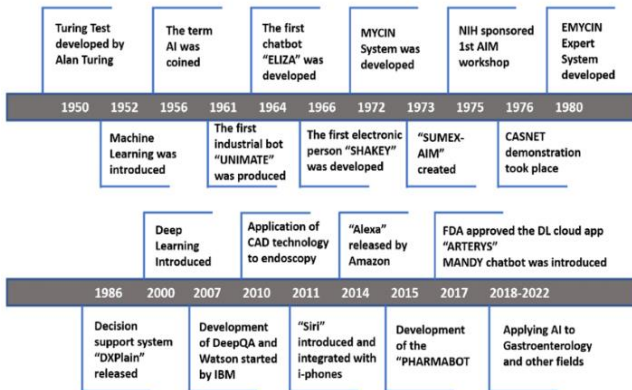 Turing Test
developed by
Alan Turing
The term
AI was
coined
The first
chatbot
"ELIZA" was
developed
MYCIN
System was
developed
NIH sponsored
1st AIM
workshop
EMYCIN
Expert
System
developed
1950 1952 1956 1961 1964 1966 1972 1973 1975 1976 1980
Machine
Learning was
introduced
The first
industrial bot
"UNIMATE"
was produced
The first electronic
person "SHAKEY"
was developed
"SUMEX-
AIM"
created
CASNET
demonstration
took place
Deep
Learning
Introduced
Application of
CAD technology
to endoscopy
"Alexa"
released by
Amazon
FDA approved the DL cloud app
"ARTERYS"
MANDY chatbot was introduced
1986 2000 2007 2010 2011 2014 2015 2017 2018-2022
Decision
support system
"DXPlain"
released
Development
of DeepQA and
Watson started
by IBM
"Siri"
introduced and
integrated with
i-phones
Development
of the
"PHARMABOT
Applying AI to
Gastroenterology
and other fields